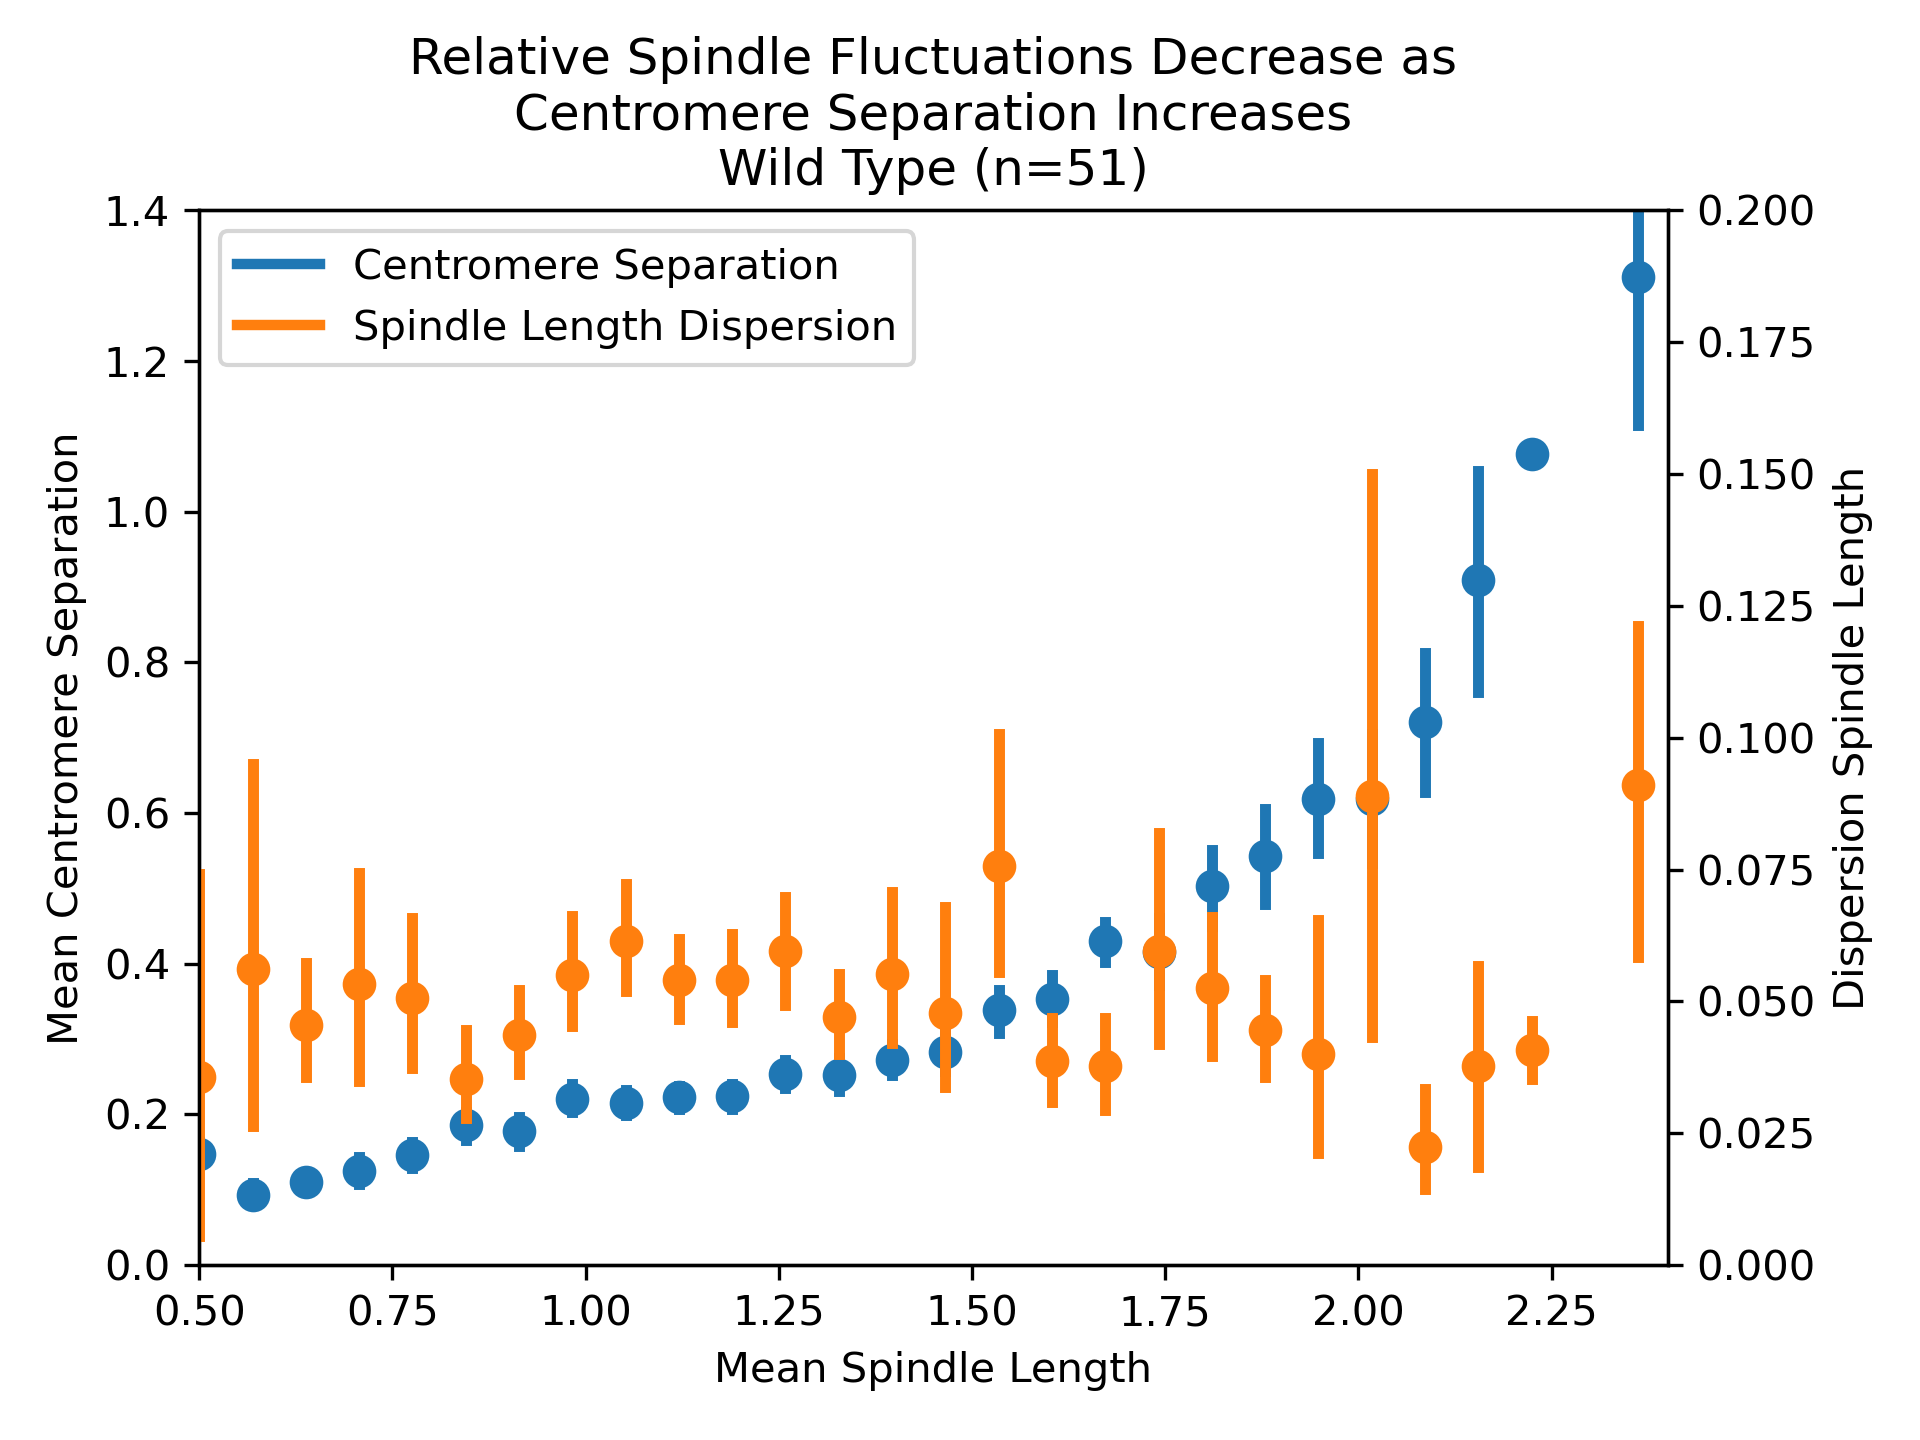 Relative Spindle Fluctuations Decrease as
Centromere Separation Increases
Wild Type (n=51)
Centromere Separation
Spindle Length Dispersion
Mean Centromere Separation
1.4
1.2
1.0
0.8
0.6
0.4
0.2
0.0
0.200
0.175
0.150
0.125
0.100
0.075
0.050
0.025
0.000
Dispersion Spindle Length
0.50 0.75 1.00 1.25 1.50 1.75 2.00 2.25
Mean Spindle Length